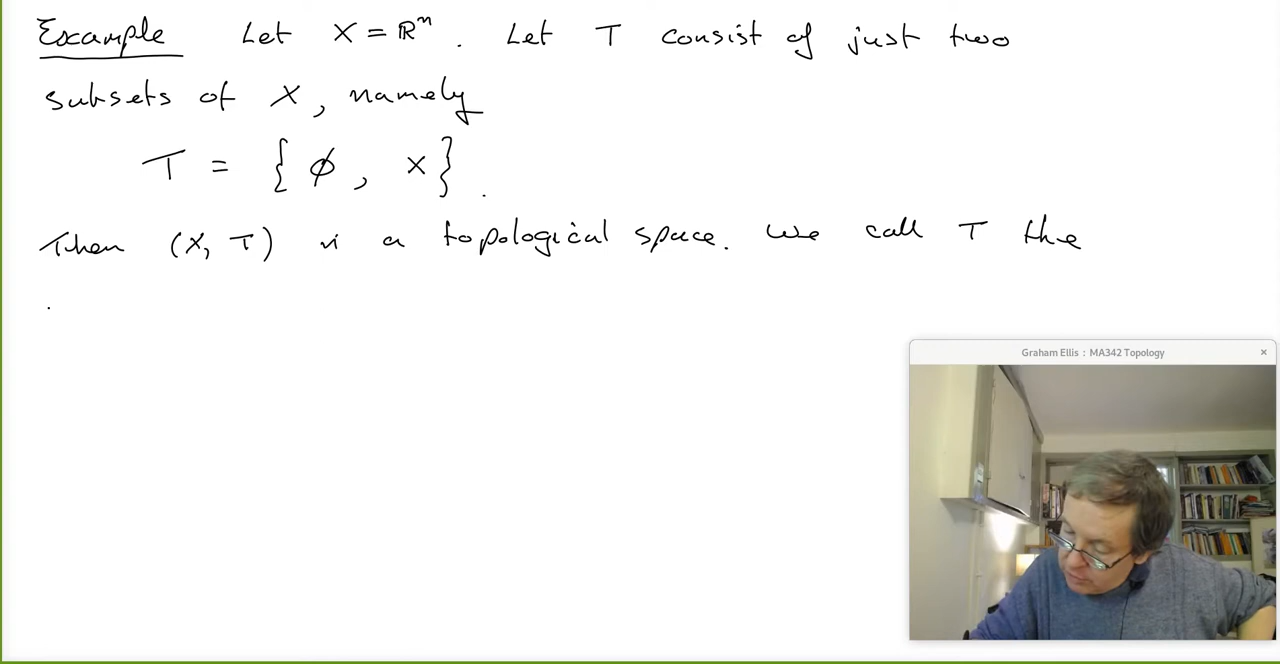 Example Let X = ℝⁿ. Let T consist of just two
subsets of X, namely
T = { ϕ, X }.
Then (X, T) is a topological space. We call T the
Graham Ellis : MA342 Topology